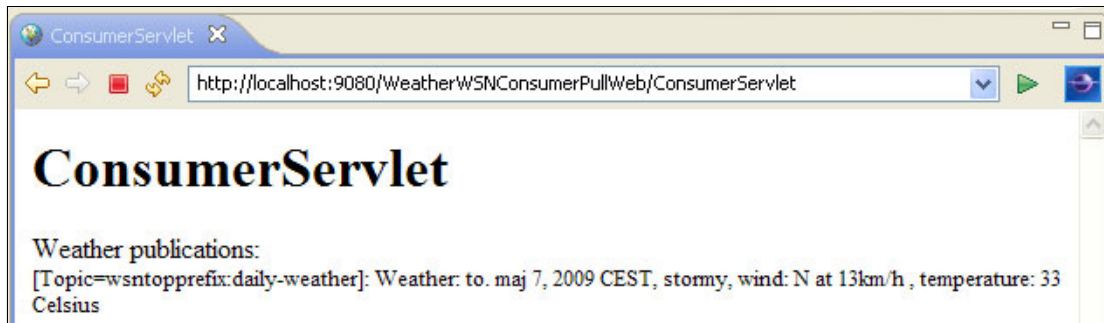 ConsumerServlet
http://localhost:9080/WeatherWSNConsumerPullWeb/ConsumerServlet
ConsumerServlet
Weather publications:
[Topic=wsntopprefix:daily-weather]: Weather: to. maj 7, 2009 CEST, stormy, wind: N at 13km/h , temperature: 33
Celsius